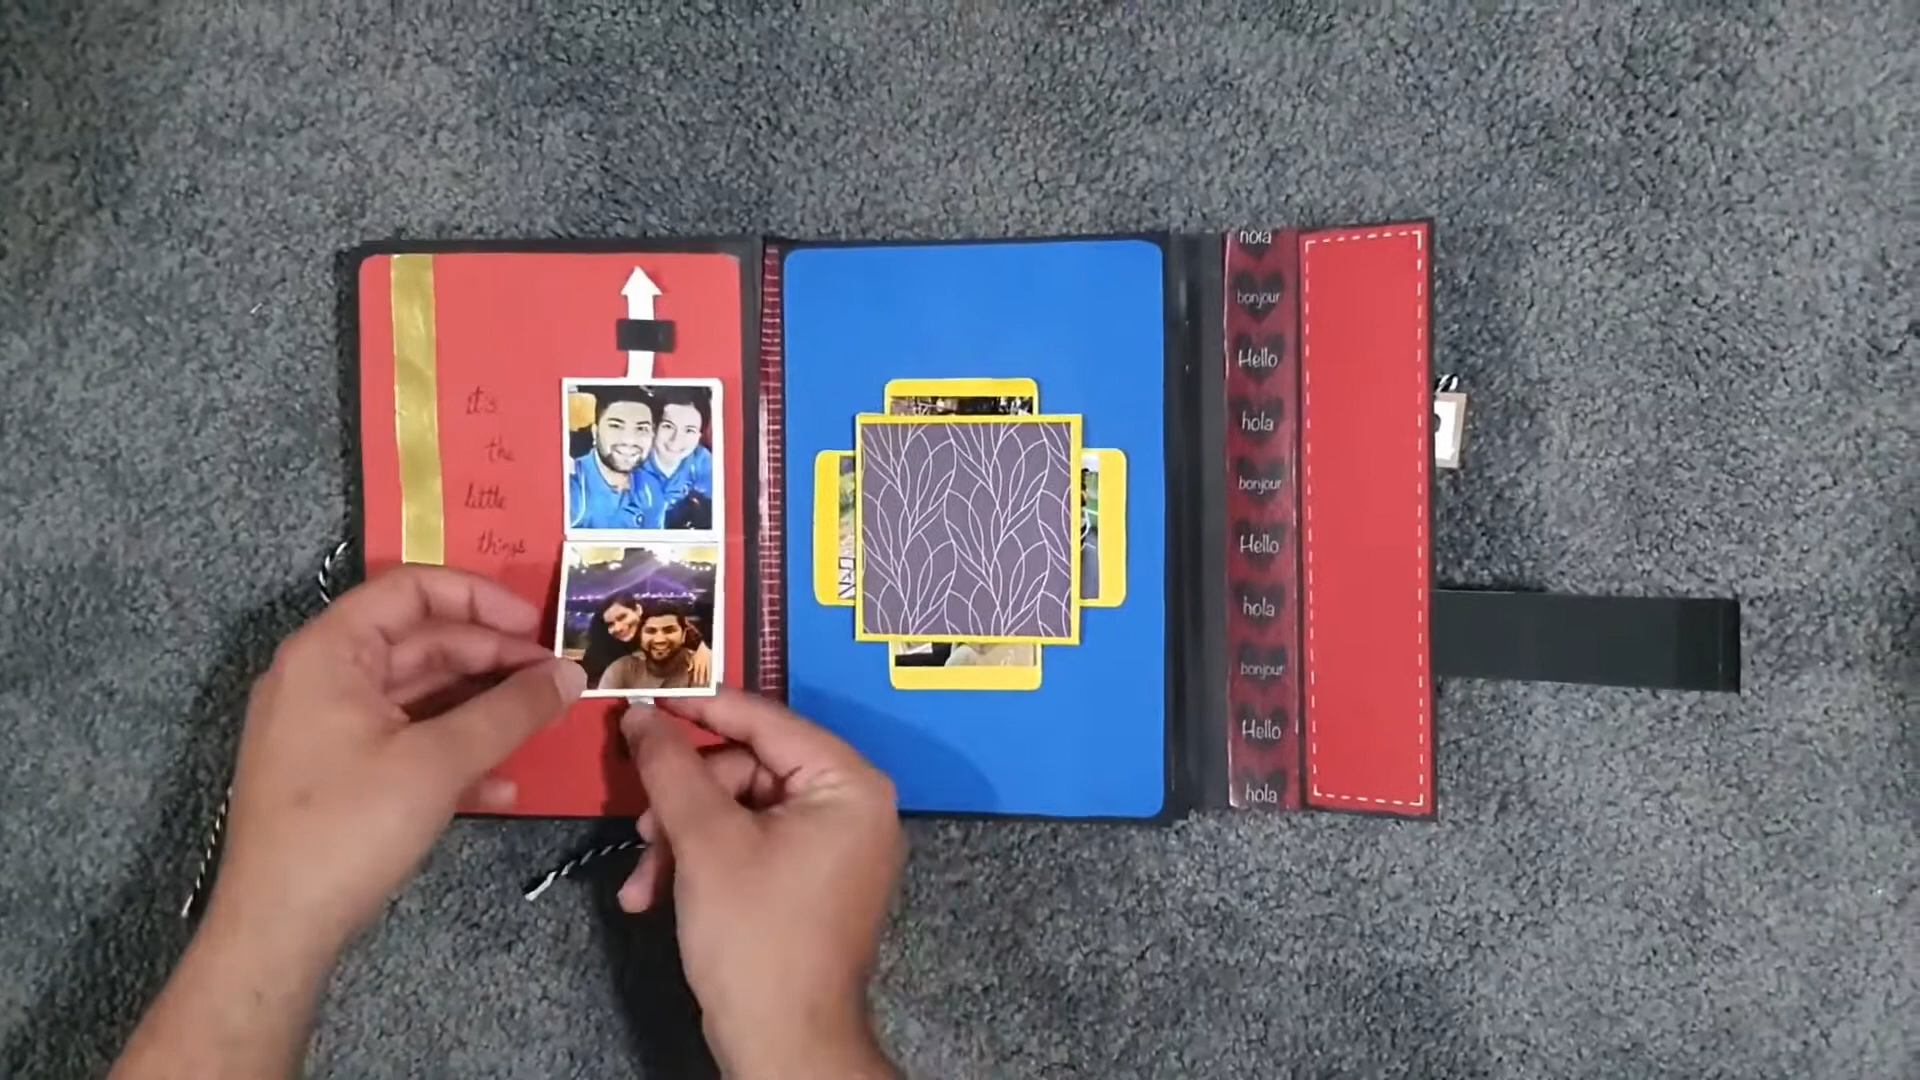 it's
the
little
things
hola
bonjour
Hello
hola
bonjour
Hello
hola
bonjour
Hello
hola